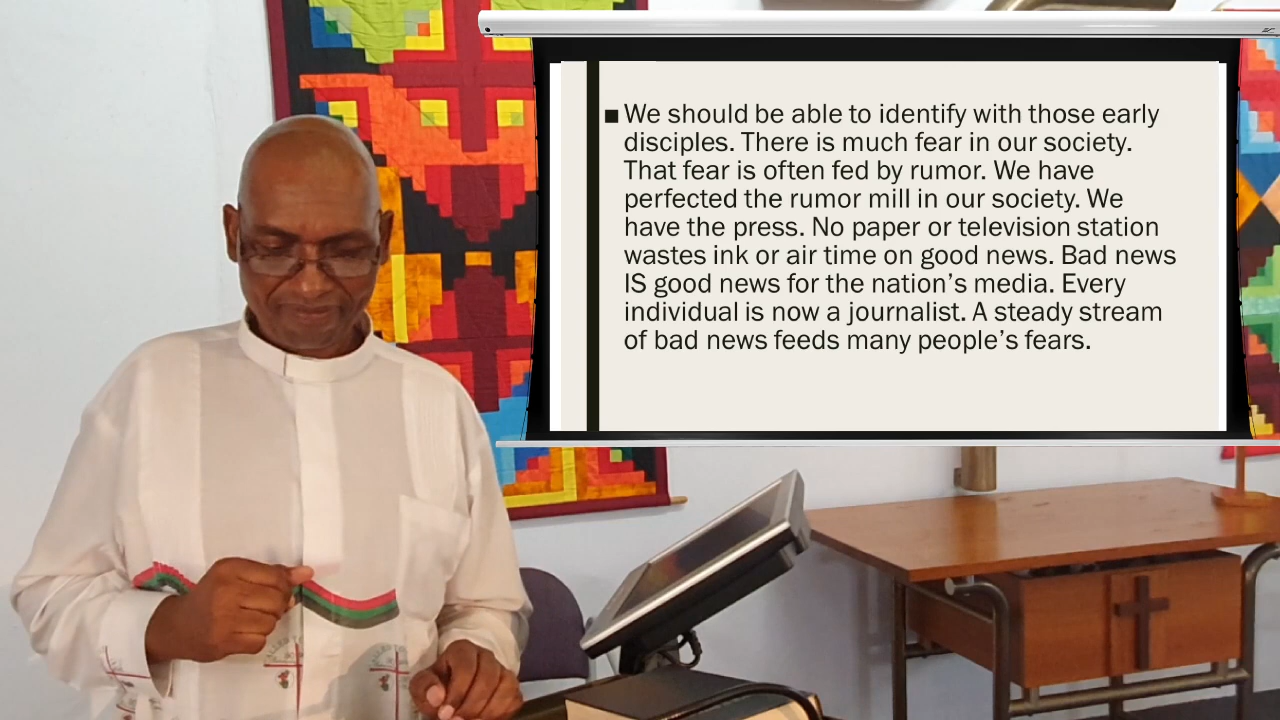 ■ We should be able to identify with those early
disciples. There is much fear in our society.
That fear is often fed by rumor. We have
perfected the rumor mill in our society. We
have the press. No paper or television station
wastes ink or air time on good news. Bad news
IS good news for the nation’s media. Every
individual is now a journalist. A steady stream
of bad news feeds many people’s fears.